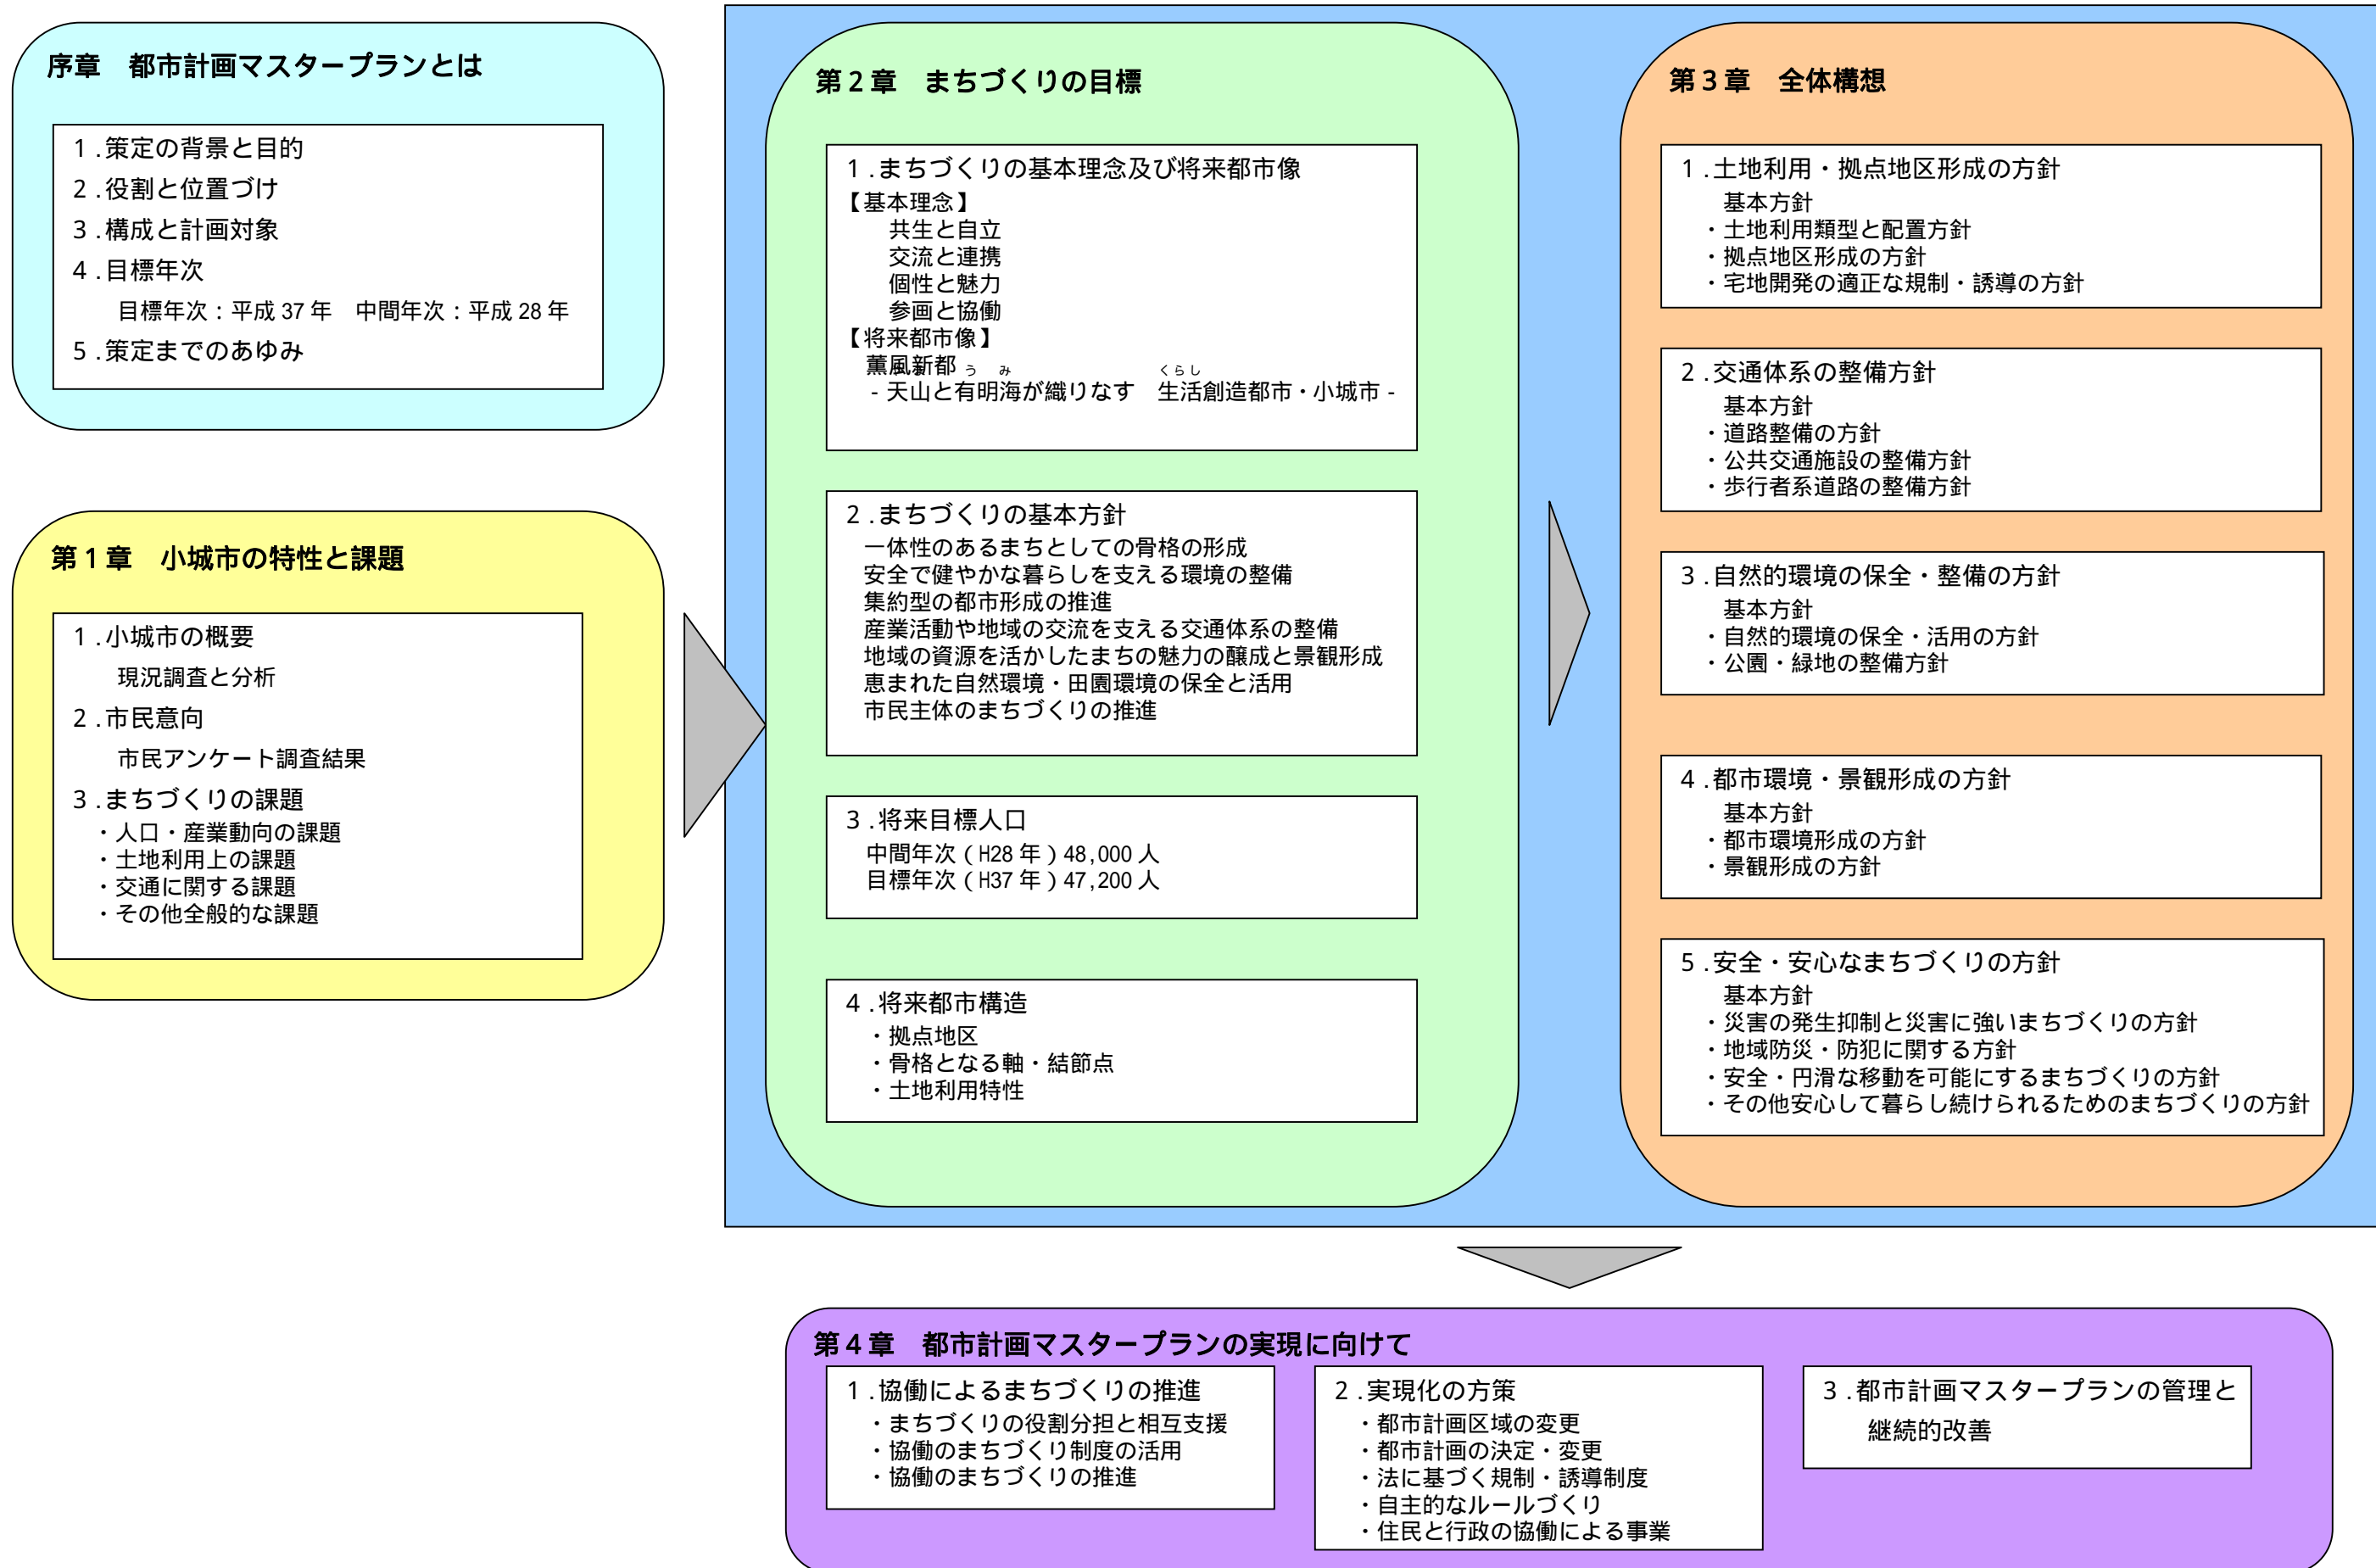 序章　都市計画マスタープランとは
１.策定の背景と目的
２.役割と位置づけ
３.構成と計画対象
４.目標年次
目標年次：平成 37 年　中間年次：平成 28 年
５.策定までのあゆみ
第１章　小城市の特性と課題
１.小城市の概要
現況調査と分析
２.市民意向
市民アンケート調査結果
３.まちづくりの課題
・人口・産業動向の課題
・土地利用上の課題
・交通に関する課題
・その他全般的な課題
第２章　まちづくりの目標
１.まちづくりの基本理念及び将来都市像
【基本理念】
共生と自立
交流と連携
個性と魅力
参画と協働
【将来都市像】
薫風新都
う　み　くらし
- 天山と有明海が織りなす　生活創造都市・小城市 -
２.まちづくりの基本方針
一体性のあるまちとしての骨格の形成
安全で健やかな暮らしを支える環境の整備
集約型の都市形成の推進
産業活動や地域の交流を支える交通体系の整備
地域の資源を活かしたまちの魅力の醸成と景観形成
恵まれた自然環境・田園環境の保全と活用
市民主体のまちづくりの推進
３.将来目標人口
中間年次（H28 年）48,000 人
目標年次（H37 年）47,200 人
４.将来都市構造
・拠点地区
・骨格となる軸・結節点
・土地利用特性
第３章　全体構想
１.土地利用・拠点地区形成の方針
基本方針
・土地利用類型と配置方針
・拠点地区形成の方針
・宅地開発の適正な規制・誘導の方針
２.交通体系の整備方針
基本方針
・道路整備の方針
・公共交通施設の整備方針
・歩行者系道路の整備方針
３.自然的環境の保全・整備の方針
基本方針
・自然的環境の保全・活用の方針
・公園・緑地の整備方針
４.都市環境・景観形成の方針
基本方針
・都市環境形成の方針
・景観形成の方針
５.安全・安心なまちづくりの方針
基本方針
・災害の発生抑制と災害に強いまちづくりの方針
・地域防災・防犯に関する方針
・安全・円滑な移動を可能にするまちづくりの方針
・その他安心して暮らし続けられるためのまちづくりの方針
第４章　都市計画マスタープランの実現に向けて
１.協働によるまちづくりの推進
・まちづくりの役割分担と相互支援
・協働のまちづくり制度の活用
・協働のまちづくりの推進
２.実現化の方策
・都市計画区域の変更
・都市計画の決定・変更
・法に基づく規制・誘導制度
・自主的なルールづくり
・住民と行政の協働による事業
３.都市計画マスタープランの管理と
継続的改善